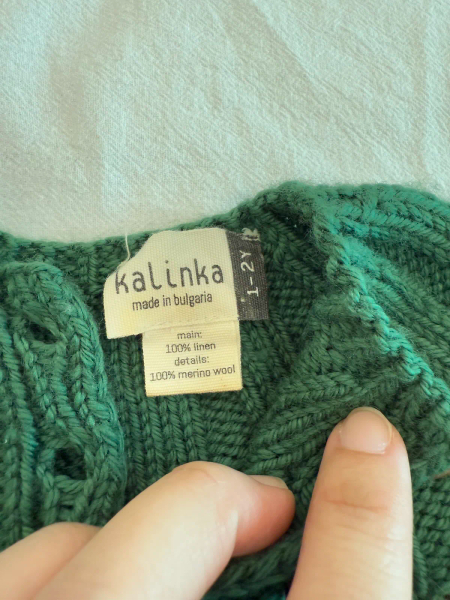 kalinka
made in bulgaria
1-2Y
main:
100% linen
details:
100% merino wool